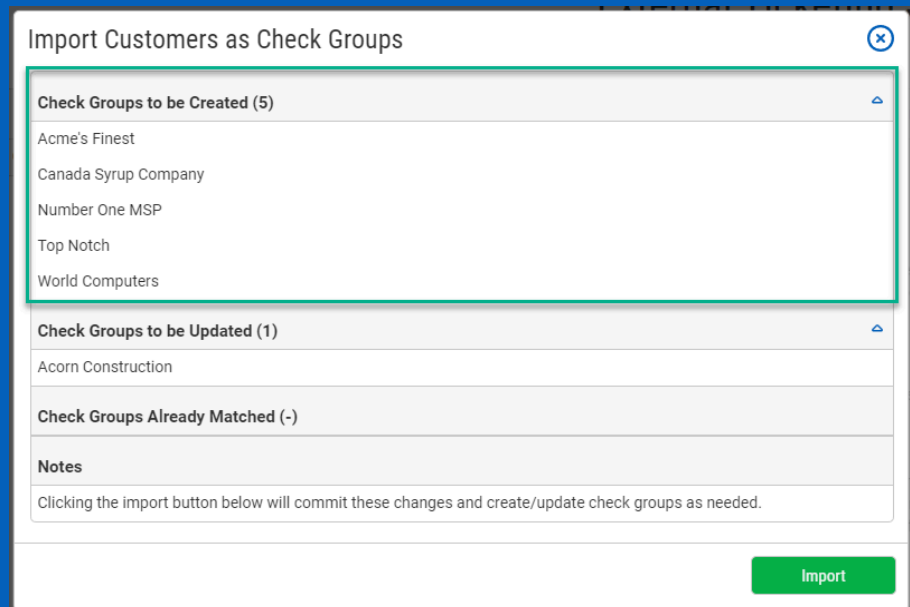 Import Customers as Check Groups
Check Groups to be Created (5)
Acme's Finest
Canada Syrup Company
Number One MSP
Top Notch
World Computers
Check Groups to be Updated (1)
Acorn Construction
Check Groups Already Matched (-)
Notes
Clicking the import button below will commit these changes and create/update check groups as needed.
Import